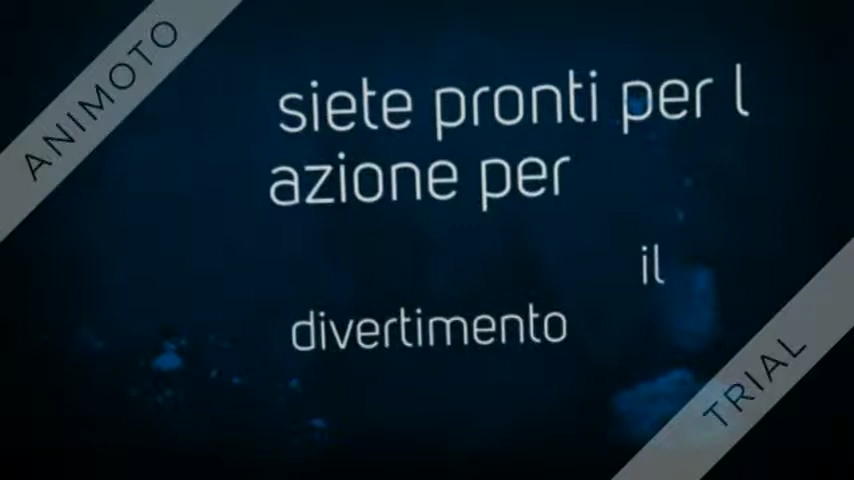 ANIMOTO
siete pronti per l
azione per
il
divertimento
TRIAL